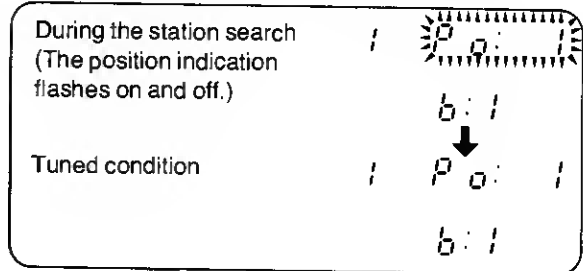 During the station search 1 Po: 1
(The position indication
flashes on and off.)
b: 1
Tuned condition 1 Po: 1
b: 1